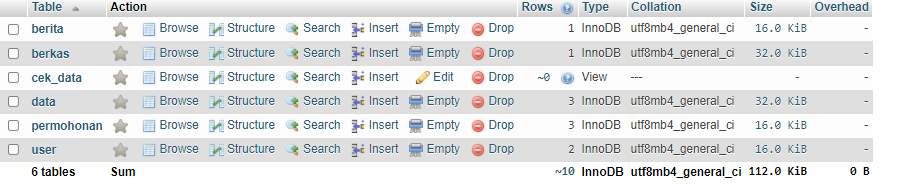 Table Action Rows Type Collation Size Overhead
berita Browse Structure Search Insert Empty Drop 1 InnoDB utf8mb4_general_ci 16.0 KiB -
berkas Browse Structure Search Insert Empty Drop 1 InnoDB utf8mb4_general_ci 32.0 KiB -
cek_data Browse Structure Search Insert Edit Drop ~0 View --- - -
data Browse Structure Search Insert Empty Drop 3 InnoDB utf8mb4_general_ci 32.0 KiB -
permohonan Browse Structure Search Insert Empty Drop 3 InnoDB utf8mb4_general_ci 16.0 KiB -
user Browse Structure Search Insert Empty Drop 2 InnoDB utf8mb4_general_ci 16.0 KiB -
6 tables Sum ~10 InnoDB utf8mb4_general_ci 112.0 KiB 0 B